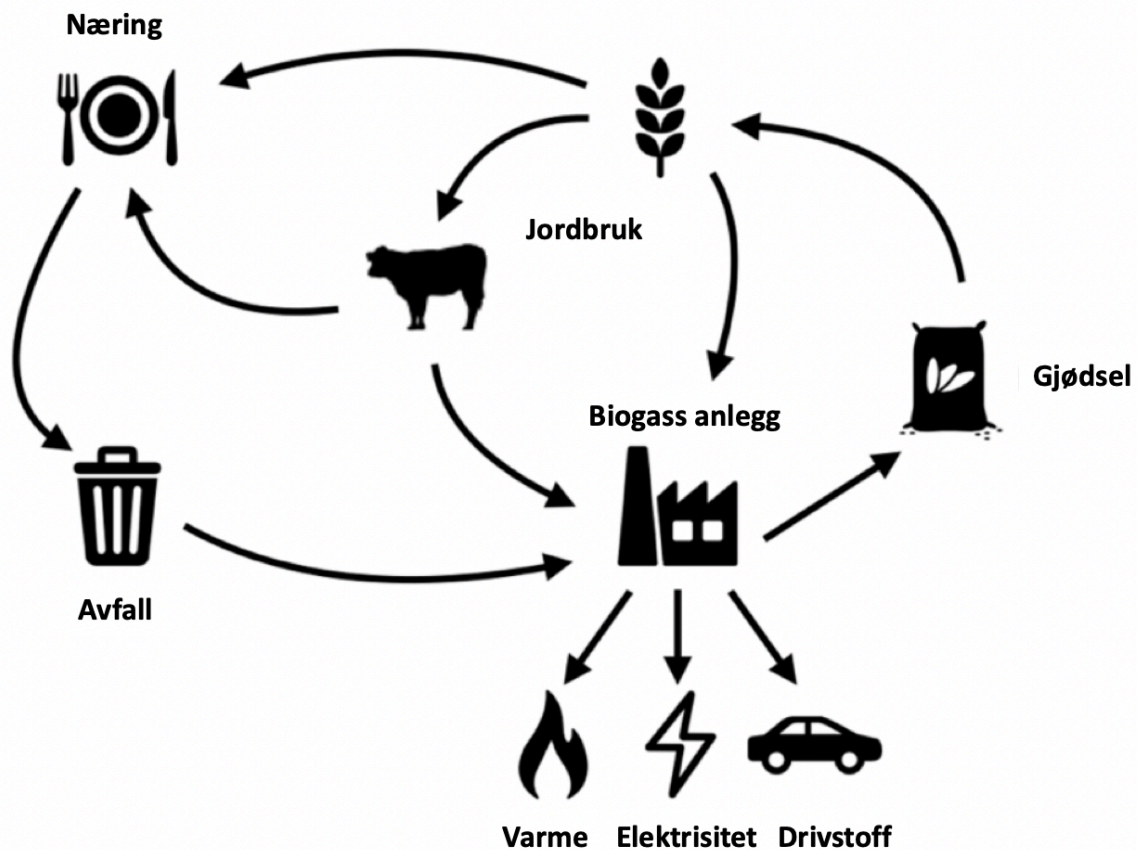 Næring
Jordbruk
Gjødsel
Biogass anlegg
Avfall
Varme
Elektrisitet
Drivstoff